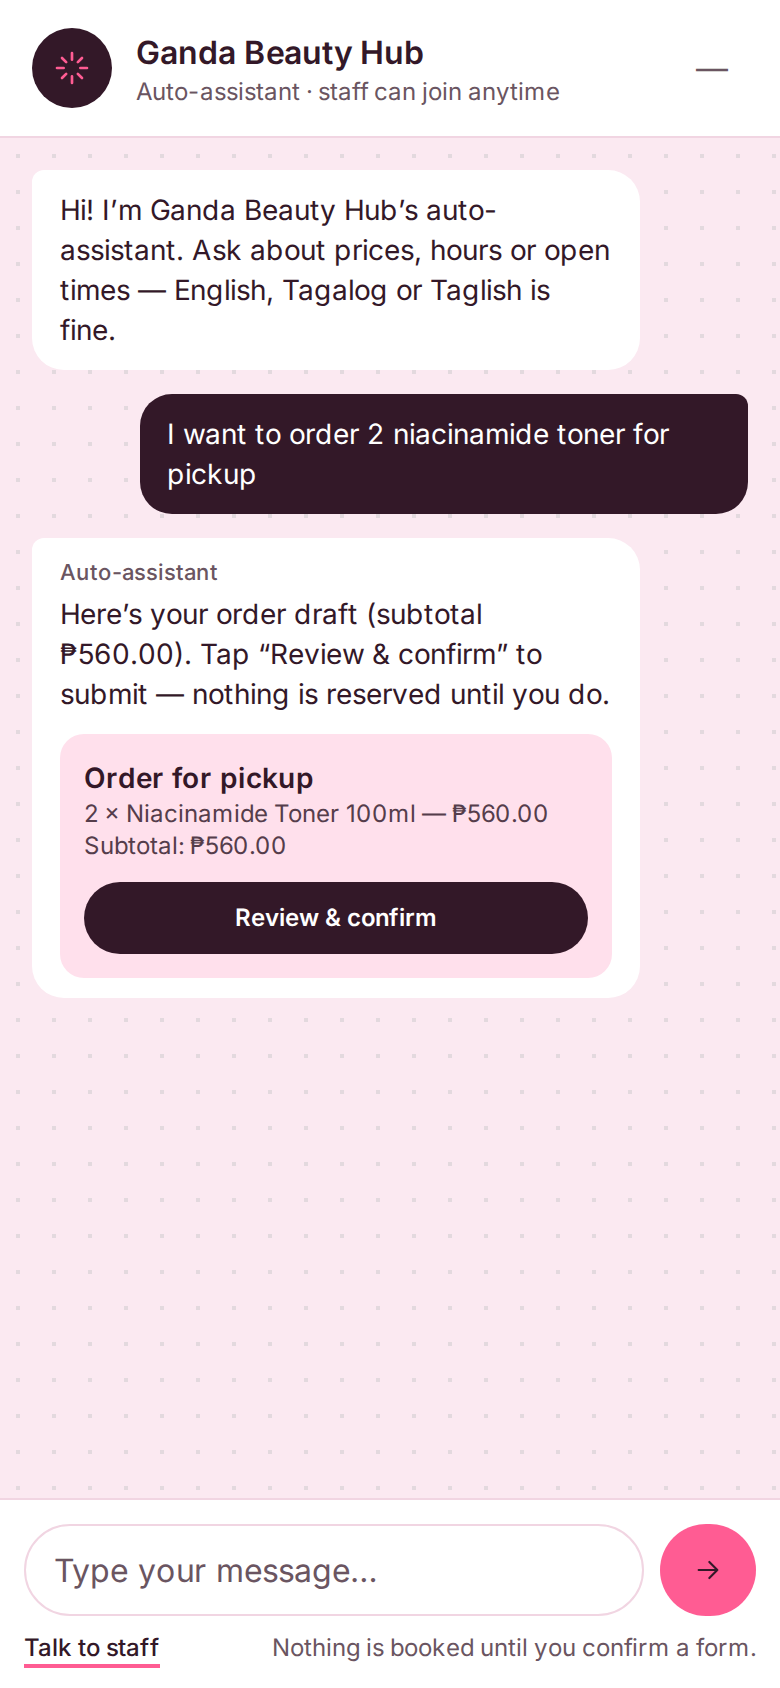 Ganda Beauty Hub
Auto-assistant · staff can join anytime
Hi! I’m Ganda Beauty Hub’s auto-
assistant. Ask about prices, hours or open
times — English, Tagalog or Taglish is
fine.
I want to order 2 niacinamide toner for
pickup
Auto-assistant
Here’s your order draft (subtotal
₱560.00). Tap “Review & confirm” to
submit — nothing is reserved until you do.
Order for pickup
2 × Niacinamide Toner 100ml — ₱560.00
Subtotal: ₱560.00
Review & confirm
Type your message...
Talk to staff
Nothing is booked until you confirm a form.